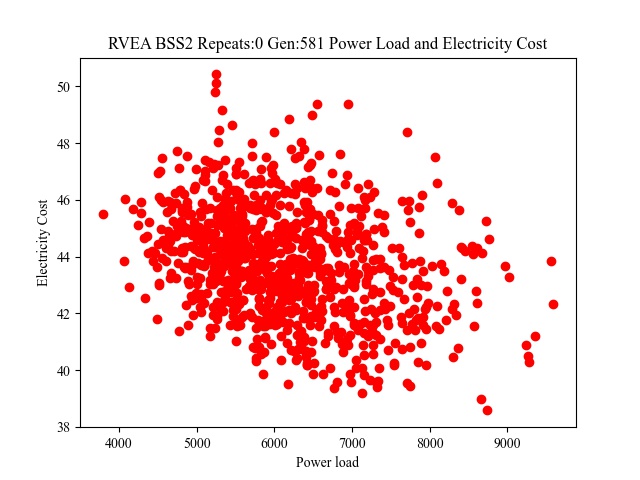 RVEA BSS2 Repeats:0 Gen:581 Power Load and Electricity Cost
50
48
46
44
42
40
38
Electricity Cost
4000 5000 6000 7000 8000 9000
Power load